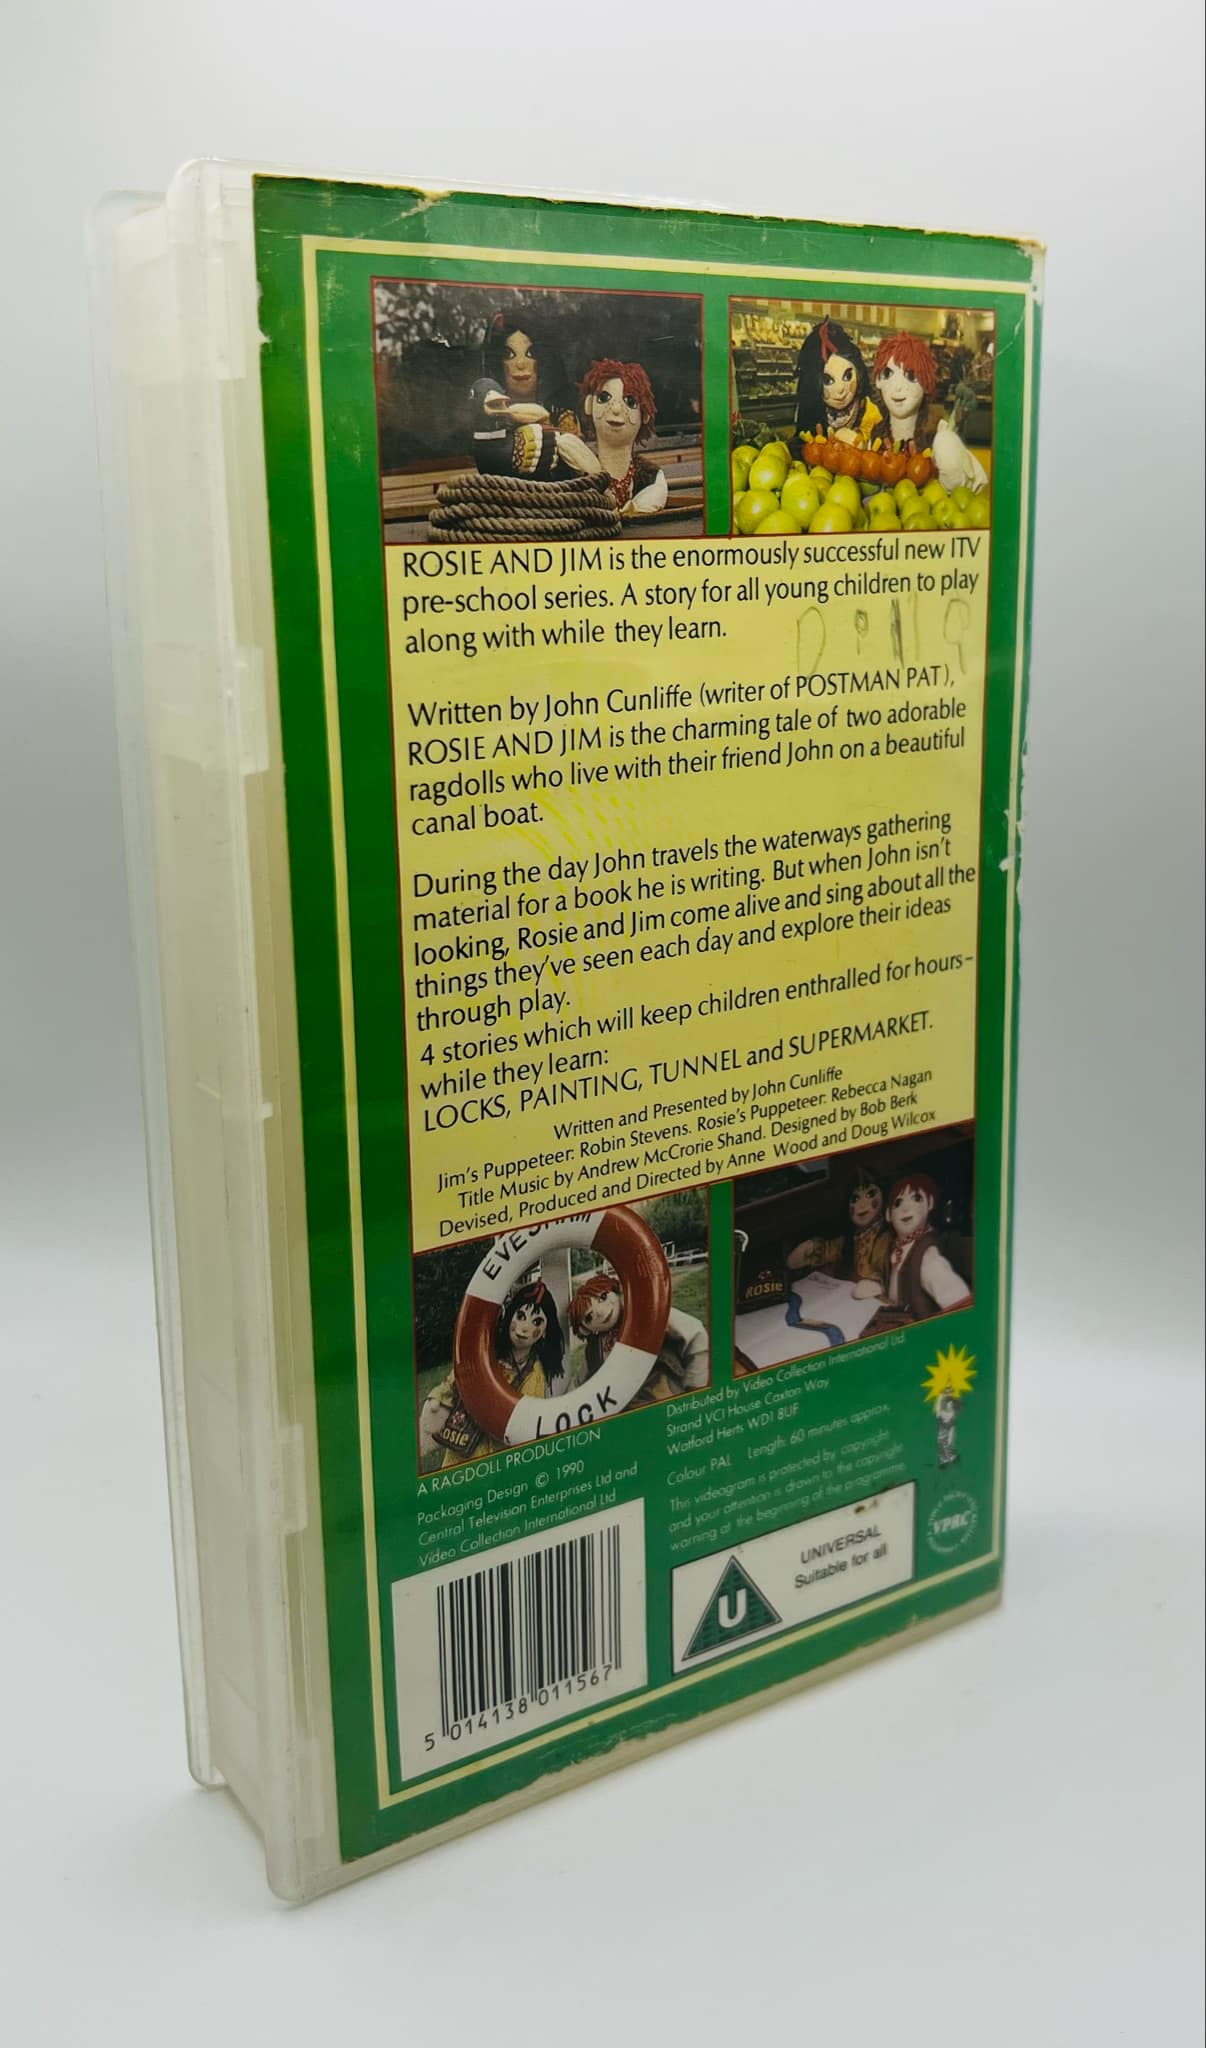 ROSIE AND JIM is the enormously successful new ITV
pre-school series. A story for all young children to play
along with while they learn.
Written by John Cunliffe (writer of POSTMAN PAT),
ROSIE AND JIM is the charming tale of two adorable
ragdolls who live with their friend John on a beautiful
canal boat.
During the day John travels the waterways gathering
material for a book he is writing. But when John isn't
looking, Rosie and Jim come alive and sing about all the
things they've seen each day and explore their ideas
through play.
4 stories which will keep children enthralled for hours-
while they learn:
LOCKS, PAINTING, TUNNEL and SUPERMARKET.
Written and Presented by John Cunliffe
Jim's Puppeteer: Robin Stevens. Rosie's Puppeteer: Rebecca Nagan
Title Music by Andrew McCrorie Shand. Designed by Bob Berk
Devised, Produced and Directed by Anne Wood and Doug Wilcox
EVESHAM
LOCK
osie
ROSIE
A RAGDOLL PRODUCTION
Packaging Design © 1990
Central Television Enterprises Ltd and
Video Collection International Ltd
Distributed by Video Collection International Ltd.
Strand VCI House Caxton Way
Watford Herts WD1 8UF
Colour PAL Length: 60 minutes approx.
This videogram is protected by copyright
and your attention is drawn to the copyright
warning at the beginning of the programme.
VPRC
U
UNIVERSAL
Suitable for all
5 014138 011567